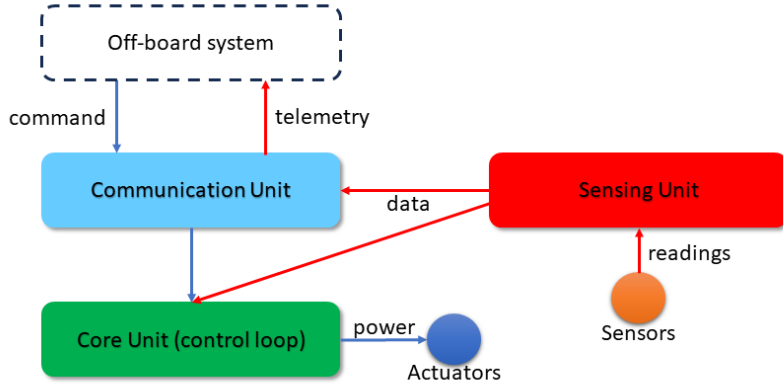 Off-board system
command
telemetry
Communication Unit
Sensing Unit
data
readings
Core Unit (control loop)
power
Sensors
Actuators